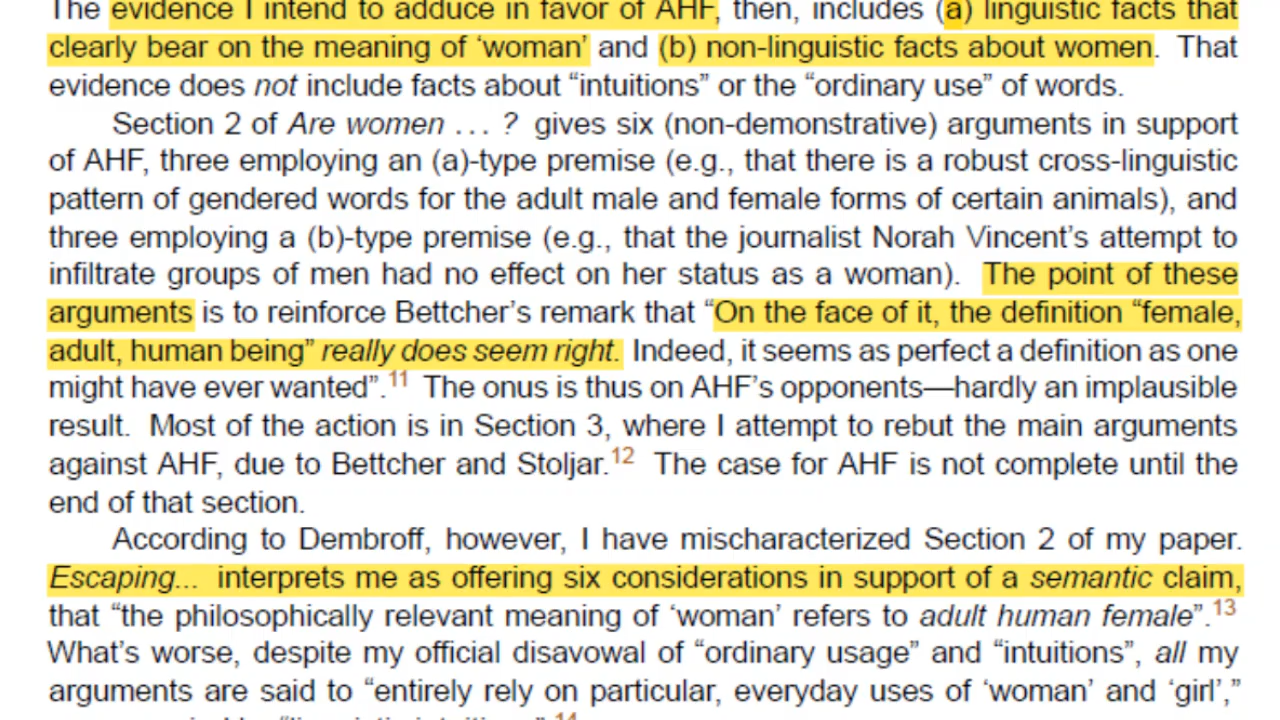 The evidence I intend to adduce in favor of AHF, then, includes (a) linguistic facts that
clearly bear on the meaning of ‘woman’ and (b) non-linguistic facts about women. That
evidence does not include facts about “intuitions” or the “ordinary use” of words.
Section 2 of Are women … ? gives six (non-demonstrative) arguments in support
of AHF, three employing an (a)-type premise (e.g., that there is a robust cross-linguistic
pattern of gendered words for the adult male and female forms of certain animals), and
three employing a (b)-type premise (e.g., that the journalist Norah Vincent’s attempt to
infiltrate groups of men had no effect on her status as a woman). The point of these
arguments is to reinforce Bettcher’s remark that “On the face of it, the definition “female,
adult, human being” really does seem right. Indeed, it seems as perfect a definition as one
might have ever wanted”.11 The onus is thus on AHF’s opponents—hardly an implausible
result. Most of the action is in Section 3, where I attempt to rebut the main arguments
against AHF, due to Bettcher and Stoljar.12 The case for AHF is not complete until the
end of that section.
According to Dembroff, however, I have mischaracterized Section 2 of my paper.
Escaping... interprets me as offering six considerations in support of a semantic claim,
that “the philosophically relevant meaning of ‘woman’ refers to adult human female”.13
What’s worse, despite my official disavowal of “ordinary usage” and “intuitions”, all my
arguments are said to “entirely rely on particular, everyday uses of ‘woman’ and ‘girl’,”
14